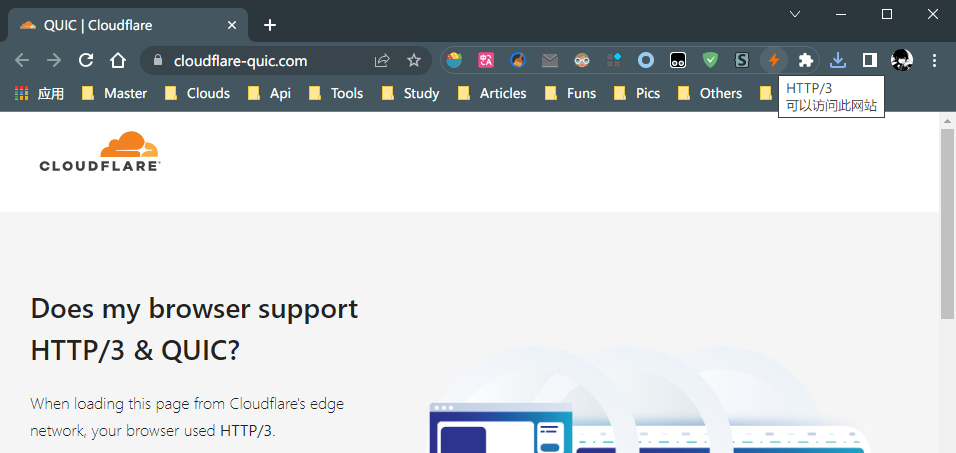 QUIC | Cloudflare
cloudflare-quic.com
应用 Master Clouds Api Tools Study Articles Funs Pics Others
HTTP/3
可以访问此网站
CLOUDFLARE
Does my browser support
HTTP/3 & QUIC?
When loading this page from Cloudflare's edge
network, your browser used HTTP/3.